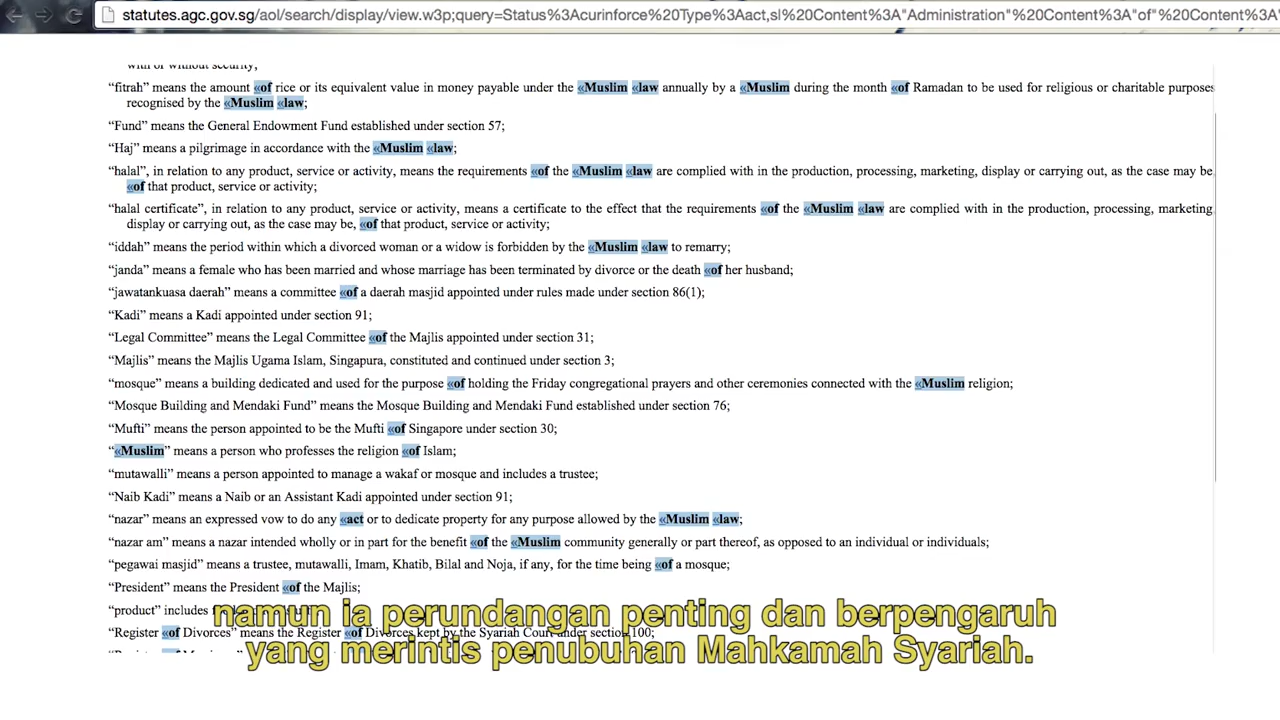 statutes.agc.gov.sg/aol/search/display/view.w3p;query=Status%3Acurinforce%20Type%3Aact,sl%20Content%3A"Administration"%20Content%3A"of"%20Content%3A"
with or without security;
“fitrah” means the amount «of rice or its equivalent value in money payable under the «Muslim «law annually by a «Muslim during the month «of Ramadan to be used for religious or charitable purposes
recognised by the «Muslim «law;
“Fund” means the General Endowment Fund established under section 57;
“Haj” means a pilgrimage in accordance with the «Muslim «law;
“halal”, in relation to any product, service or activity, means the requirements «of the «Muslim «law are complied with in the production, processing, marketing, display or carrying out, as the case may be,
«of that product, service or activity;
“halal certificate”, in relation to any product, service or activity, means a certificate to the effect that the requirements «of the «Muslim «law are complied with in the production, processing, marketing,
display or carrying out, as the case may be, «of that product, service or activity;
“iddah” means the period within which a divorced woman or a widow is forbidden by the «Muslim «law to remarry;
“janda” means a female who has been married and whose marriage has been terminated by divorce or the death «of her husband;
“jawatankuasa daerah” means a committee «of a daerah masjid appointed under rules made under section 86(1);
“Kadi” means a Kadi appointed under section 91;
“Legal Committee” means the Legal Committee «of the Majlis appointed under section 31;
“Majlis” means the Majlis Ugama Islam, Singapura, constituted and continued under section 3;
“mosque” means a building dedicated and used for the purpose «of holding the Friday congregational prayers and other ceremonies connected with the «Muslim religion;
“Mosque Building and Mendaki Fund” means the Mosque Building and Mendaki Fund established under section 76;
“Mufti” means the person appointed to be the Mufti «of Singapore under section 30;
“«Muslim” means a person who professes the religion «of Islam;
“mutawalli” means a person appointed to manage a wakaf or mosque and includes a trustee;
“Naib Kadi” means a Naib or an Assistant Kadi appointed under section 91;
“nazar” means an expressed vow to do any «act or to dedicate property for any purpose allowed by the «Muslim «law;
“nazar am” means a nazar intended wholly or in part for the benefit «of the «Muslim community generally or part thereof, as opposed to an individual or individuals;
“pegawai masjid” means a trustee, mutawalli, Imam, Khatib, Bilal and Noja, if any, for the time being «of a mosque;
“President” means the President «of the Majlis;
“product” includes
namun ia perundangan penting dan berpengaruh
“Register «of Divorces” means the Register «of Divorces kept by the Syariah Court under section 100;
yang merintis penubuhan Mahkamah Syariah.